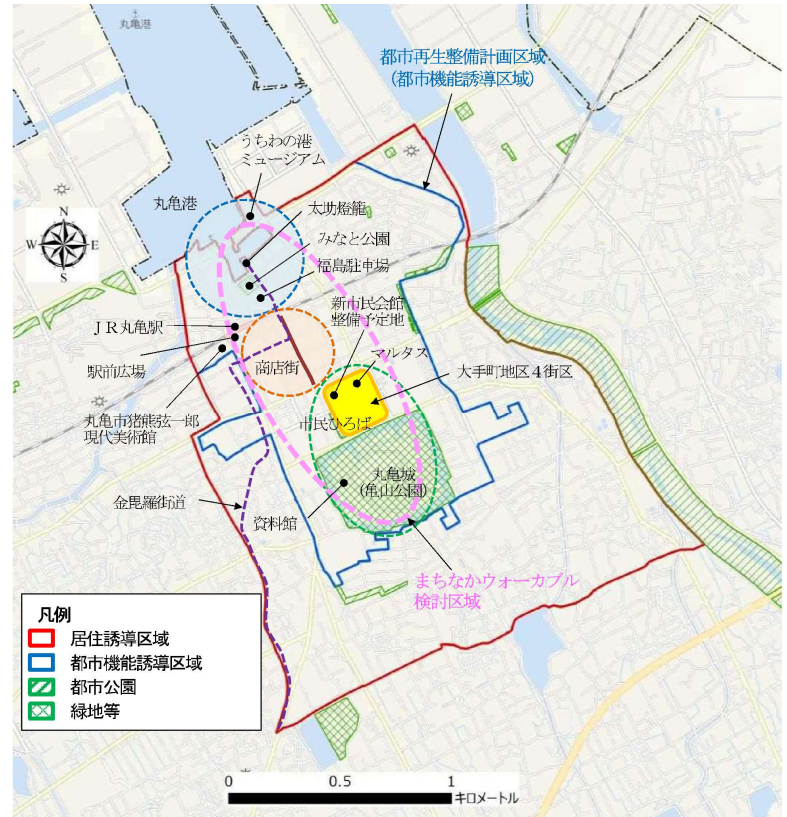 丸亀港
都市再生整備計画区域
(都市機能誘導区域)
うちわの港
ミュージアム
丸亀港
太助燈籠
みなと公園
福島駐車場
N
W
E
S
新市民会館
整備予定地
JR丸亀駅
マルタス
駅前広場
商店街
大手町地区4街区
丸亀市猪熊弦一郎
現代美術館
市民ひろば
丸亀城
(亀山公園)
金毘羅街道
資料館
まちなかウォーカブル
検討区域
凡例
居住誘導区域
都市機能誘導区域
都市公園
緑地等
0
0.5
1
キロメートル